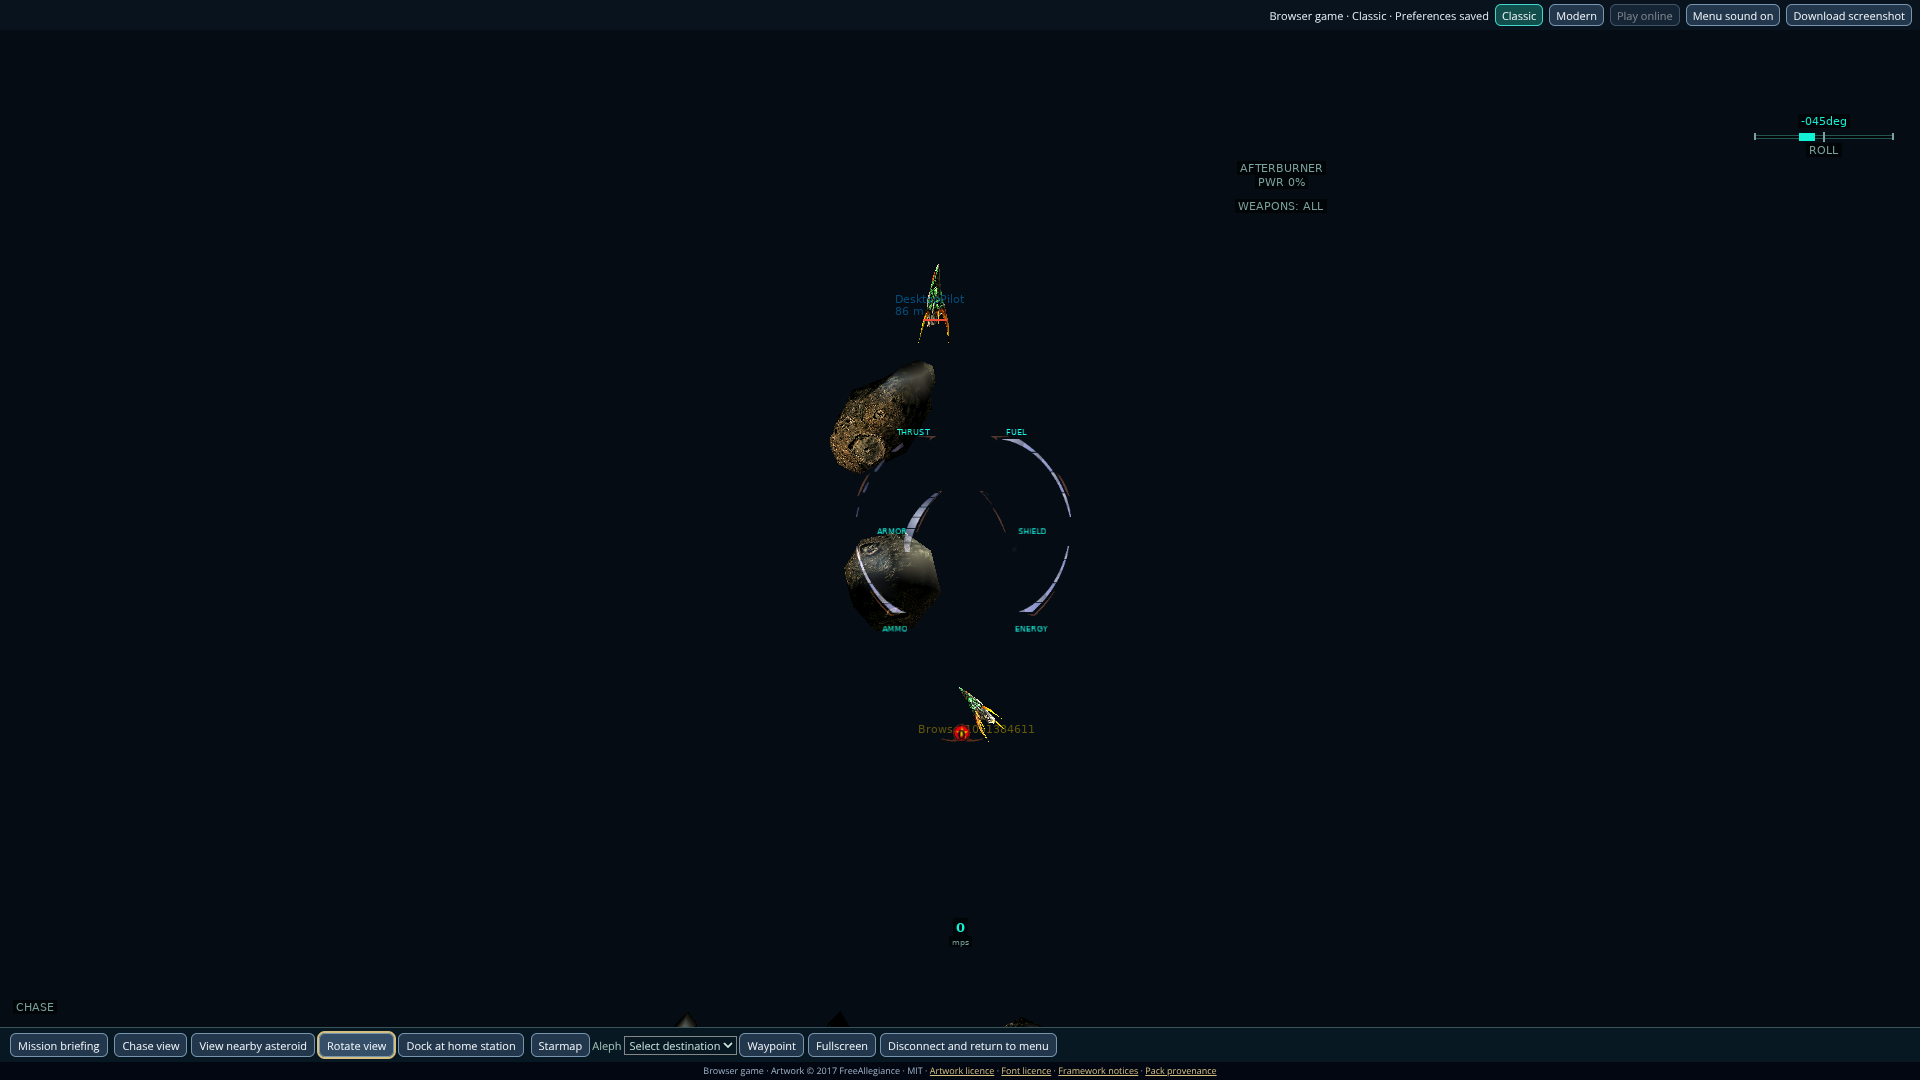 Browser game · Classic · Preferences saved Classic Modern Play online Menu sound on Download screenshot
-045deg
ROLL
AFTERBURNER
PWR 0%
WEAPONS: ALL
86 m
THRUST FUEL
ARMOR SHIELD
AMMO ENERGY
0
mps
CHASE
Mission briefing Chase view View nearby asteroid Rotate view Dock at home station Starmap Aleph Select destination Waypoint Fullscreen Disconnect and return to menu
Browser game · Artwork © 2017 FreeAllegiance · MIT · Artwork licence · Font licence · Framework notices · Pack provenance